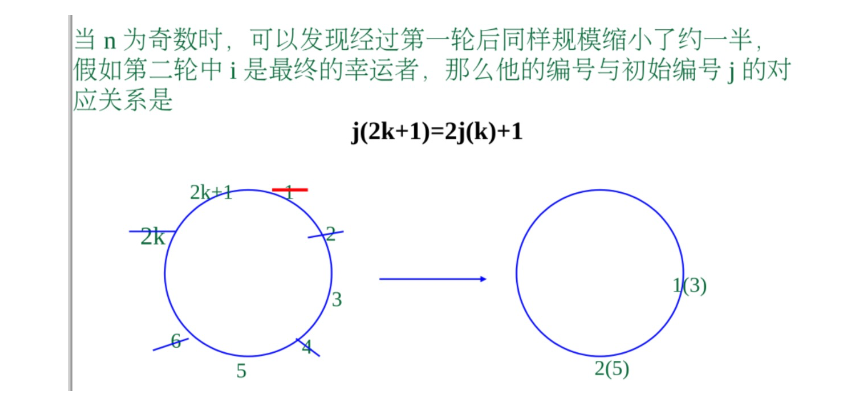 当 n 为奇数时，可以发现经过第一轮后同样规模缩小了约一半，
假如第二轮中 i 是最终的幸运者，那么他的编号与初始编号 j 的对
应关系是
j(2k+1)=2j(k)+1
2k+1
1
2k
2
3
1(3)
6
4
5
2(5)